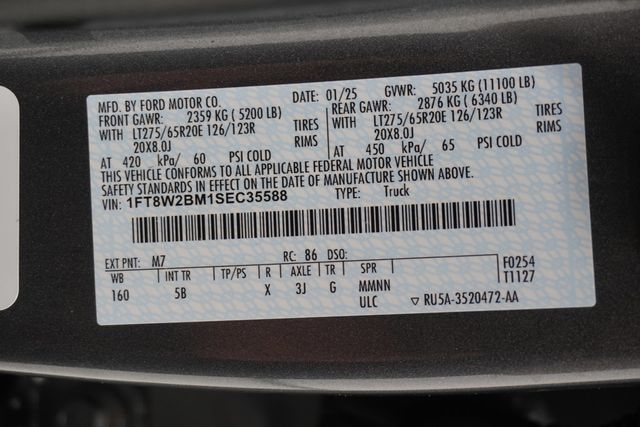 MFD. BY FORD MOTOR CO. DATE: 01/25 GVWR: 5035 KG (11100 LB)
FRONT GAWR: 2359 KG (5200 LB) REAR GAWR: 2876 KG (6340 LB)
WITH LT275/65R20E 126/123R TIRES WITH LT275/65R20E 126/123R TIRES
20X8.0J RIMS 20X8.0J RIMS
AT 420 kPa/ 60 PSI COLD AT 450 kPa/ 65 PSI COLD
THIS VEHICLE CONFORMS TO ALL APPLICABLE FEDERAL MOTOR VEHICLE
SAFETY STANDARDS IN EFFECT ON THE DATE OF MANUFACTURE SHOWN ABOVE.
VIN: 1FT8W2BM1SEC35588 TYPE: Truck
EXT PNT: M7 RC: 86 DSO: F0254
WB INT TR TP/PS R AXLE TR SPR T1127
160 5B X 3J G MMNN
ULC ▽ RU5A-3520472-AA